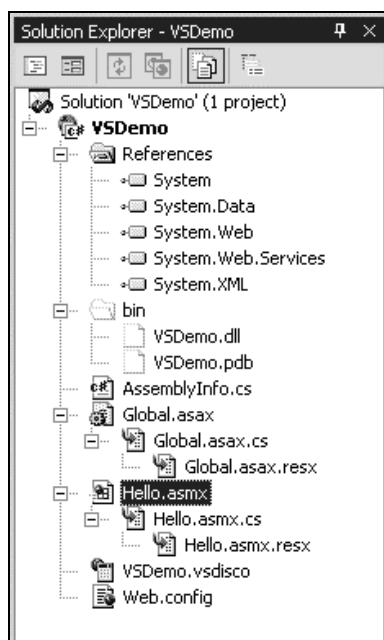 Solution Explorer - VSDemo
Solution 'VSDemo' (1 project)
VSDemo
References
System
System.Data
System.Web
System.Web.Services
System.XML
bin
VSDemo.dll
VSDemo.pdb
AssemblyInfo.cs
Global.asax
Global.asax.cs
Global.asax.resx
Hello.asmx
Hello.asmx.cs
Hello.asmx.resx
VSDemo.vsdisco
Web.config